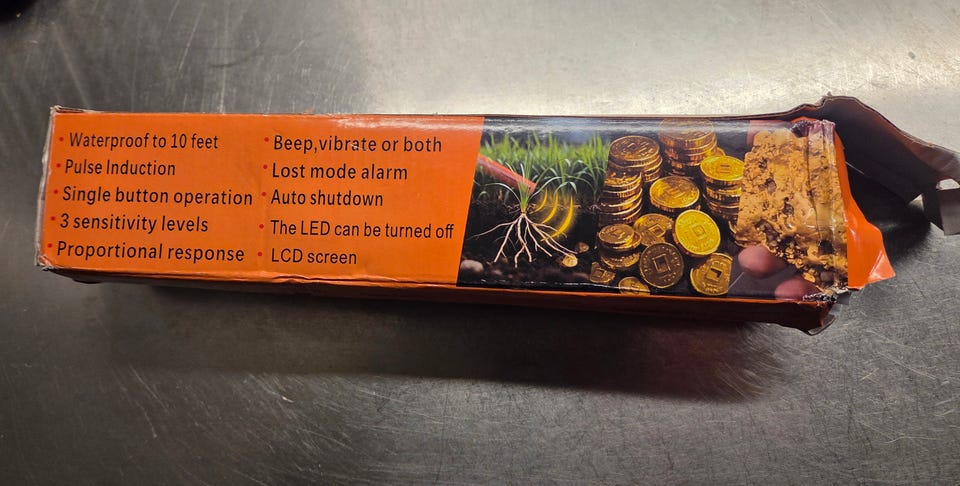 • Waterproof to 10 feet
• Pulse Induction
• Single button operation
• 3 sensitivity levels
• Proportional response
• Beep,vibrate or both
• Lost mode alarm
• Auto shutdown
• The LED can be turned off
• LCD screen